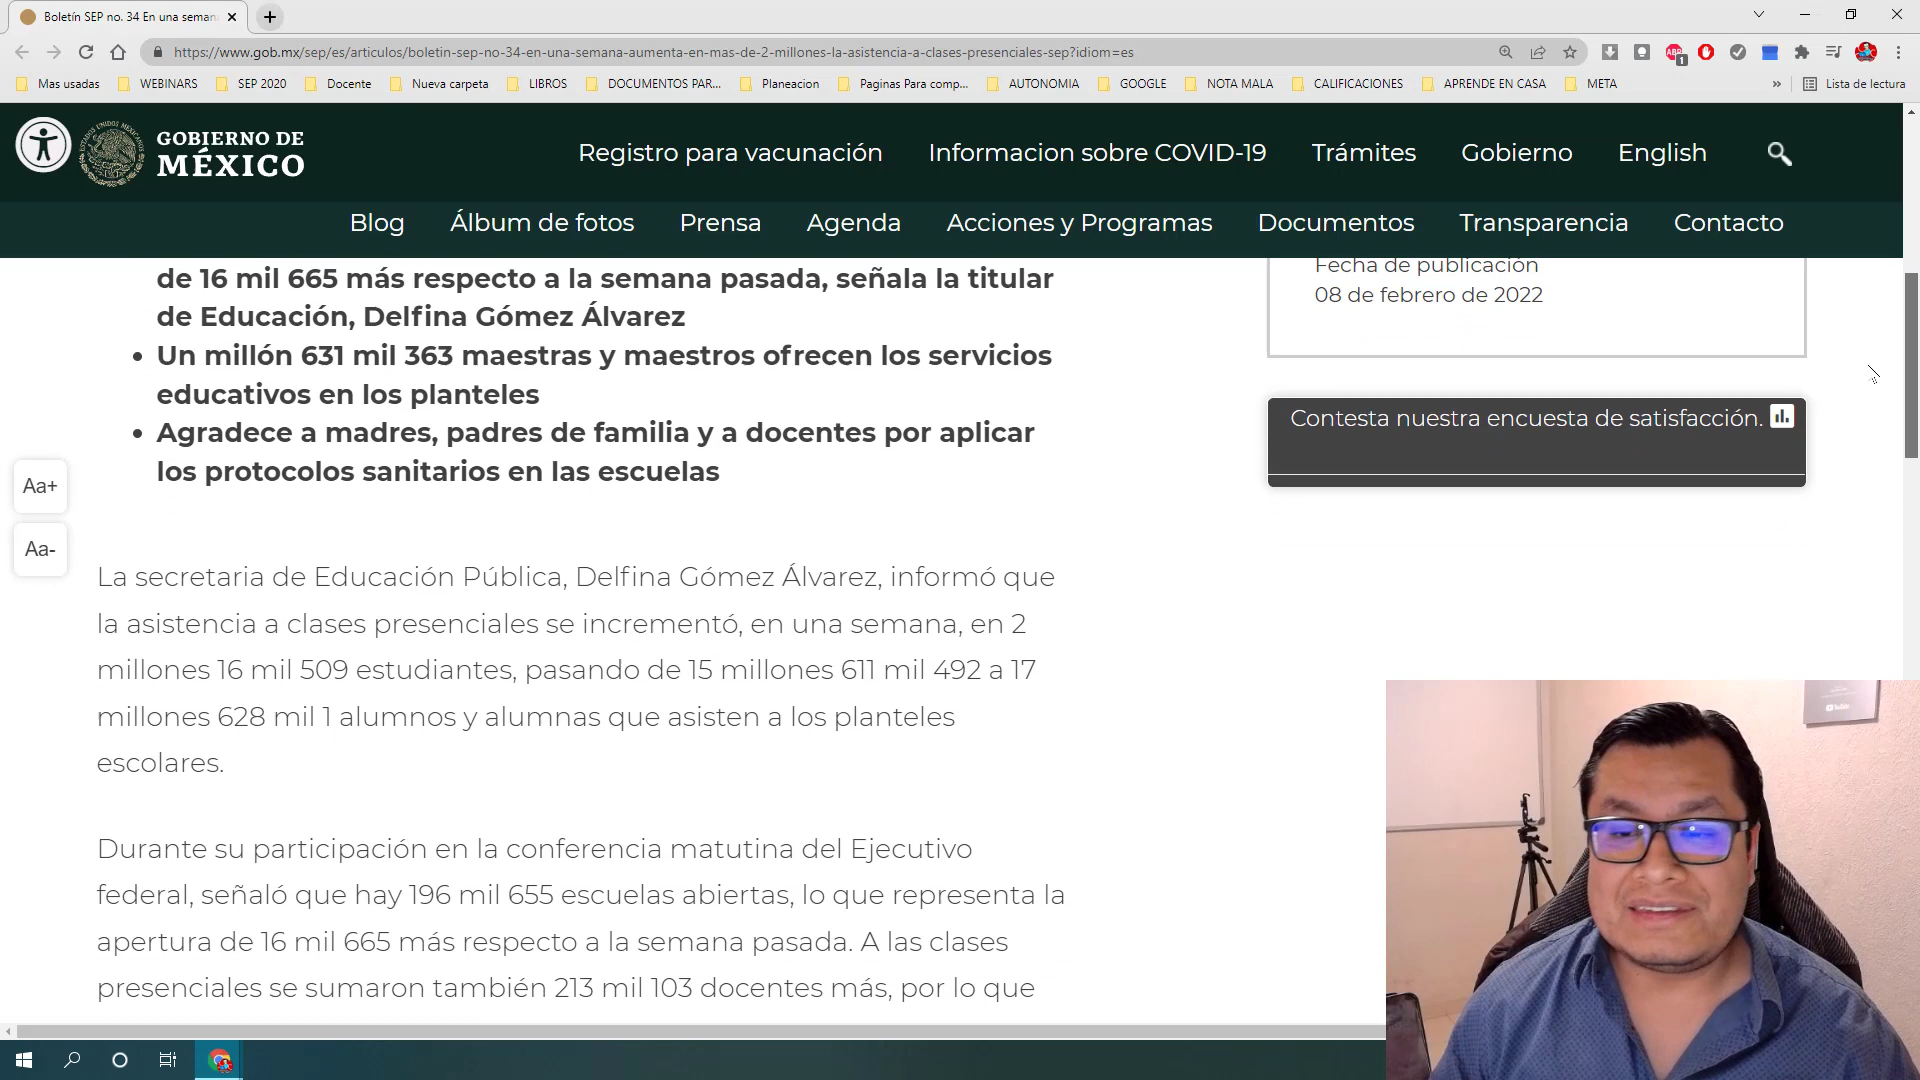 Boletín SEP no. 34 En una seman
https://www.gob.mx/sep/es/articulos/boletin-sep-no-34-en-una-semana-aumenta-en-mas-de-2-millones-la-asistencia-a-clases-presenciales-sep?idiom=es
Mas usadas
WEBINARS
SEP 2020
Docente
Nueva carpeta
LIBROS
DOCUMENTOS PAR...
Planeacion
Paginas Para comp...
AUTONOMIA
GOOGLE
NOTA MALA
CALIFICACIONES
APRENDE EN CASA
META
»
Lista de lectura
GOBIERNO DE
MÉXICO
Registro para vacunación
Informacion sobre COVID-19
Trámites
Gobierno
English
Blog
Álbum de fotos
Prensa
Agenda
Acciones y Programas
Documentos
Transparencia
Contacto
de 16 mil 665 más respecto a la semana pasada, señala la titular
de Educación, Delfina Gómez Álvarez
• Un millón 631 mil 363 maestras y maestros ofrecen los servicios
educativos en los planteles
• Agradece a madres, padres de familia y a docentes por aplicar
los protocolos sanitarios en las escuelas
Fecha de publicación
08 de febrero de 2022
Contesta nuestra encuesta de satisfacción.
Aa+
Aa-
La secretaria de Educación Pública, Delfina Gómez Álvarez, informó que
la asistencia a clases presenciales se incrementó, en una semana, en 2
millones 16 mil 509 estudiantes, pasando de 15 millones 611 mil 492 a 17
millones 628 mil 1 alumnos y alumnas que asisten a los planteles
escolares.
Durante su participación en la conferencia matutina del Ejecutivo
federal, señaló que hay 196 mil 655 escuelas abiertas, lo que representa la
apertura de 16 mil 665 más respecto a la semana pasada. A las clases
presenciales se sumaron también 213 mil 103 docentes más, por lo que
YouTube